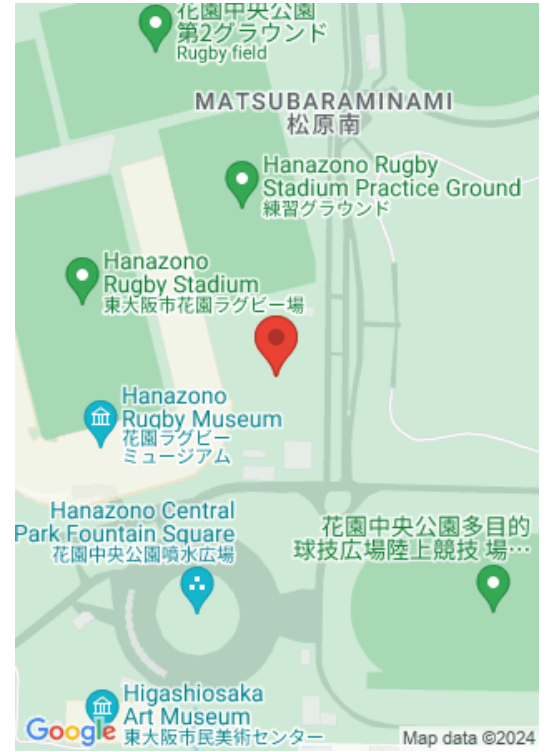 花園中央公園
第2グラウンド
Rugby field
MATSUBARAMINAMI
松原南
Hanazono Rugby
Stadium Practice Ground
練習グラウンド
Hanazono
Rugby Stadium
東大阪市花園ラグビー場
Hanazono
Rugby Museum
花園ラグビー
ミュージアム
Hanazono Central
Park Fountain Square
花園中央公園噴水広場
花園中央公園多目的
球技広場陸上競技 場…
Higashiosaka
Art Museum
東大阪市民美術センター
Google
Map data ©2024